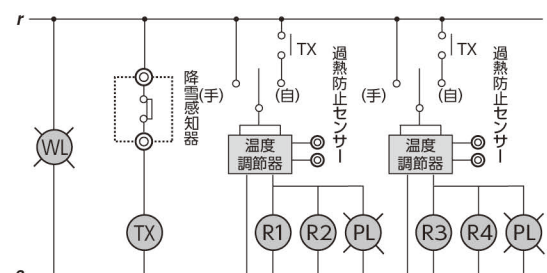 r
TX
TX
降雪感知器
(手)
(自)
過熱防止センサー
(手)
(自)
過熱防止センサー
温度
調節器
温度
調節器
WL
TX
R1
R2
PL
R3
R4
PL